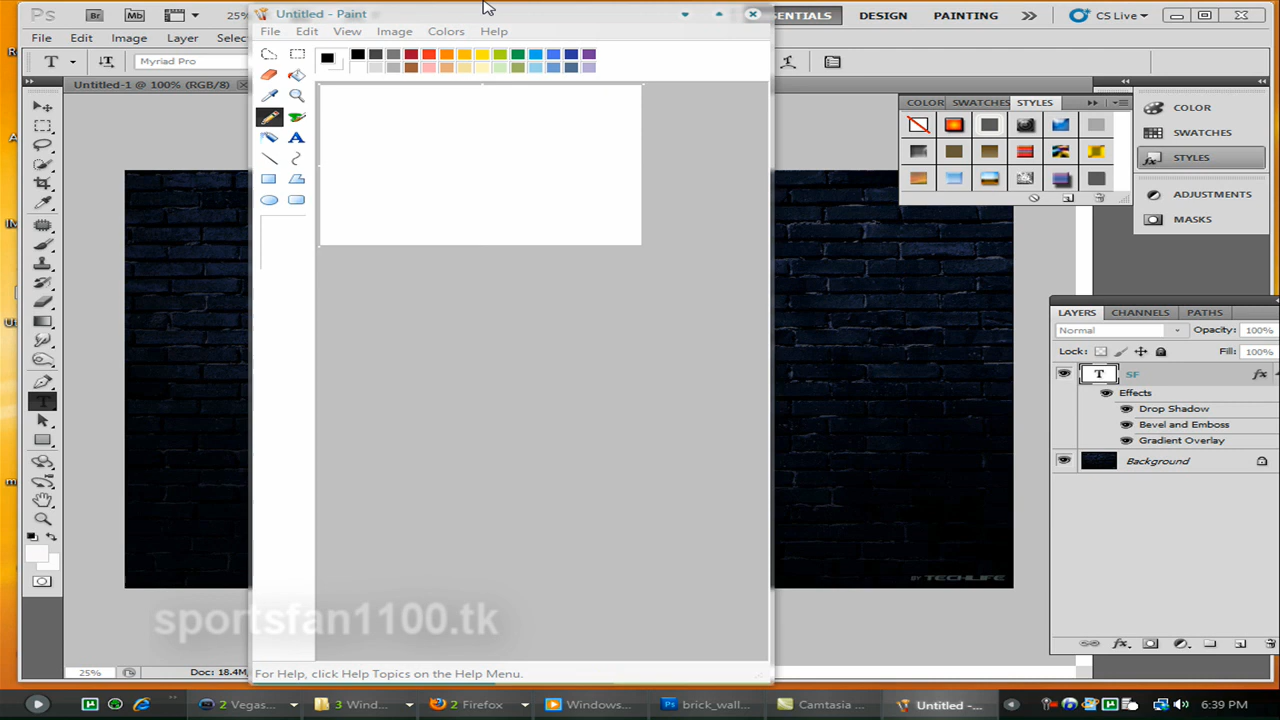 Ps Br Mb 25% Untitled - Paint ESSENTIALS DESIGN PAINTING CS Live
File Edit Image Layer Selec File Edit View Image Colors Help
T Myriad Pro
Untitled-1 @ 100% (RGB/8)
COLOR SWATCHES STYLES
COLOR
SWATCHES
STYLES
ADJUSTMENTS
MASKS
LAYERS CHANNELS PATHS
Normal Opacity: 100%
Lock: Fill: 100%
T SF fx
Effects
Drop Shadow
Bevel and Emboss
Gradient Overlay
Background
BY TECHLIFE
sportsfan1100.tk
25% Doc: 18.4M
For Help, click Help Topics on the Help Menu.
2 Vegas... 3 Wind... 2 Firefox Windows... brick_wall... Camtasia ... Untitled -... 6:39 PM